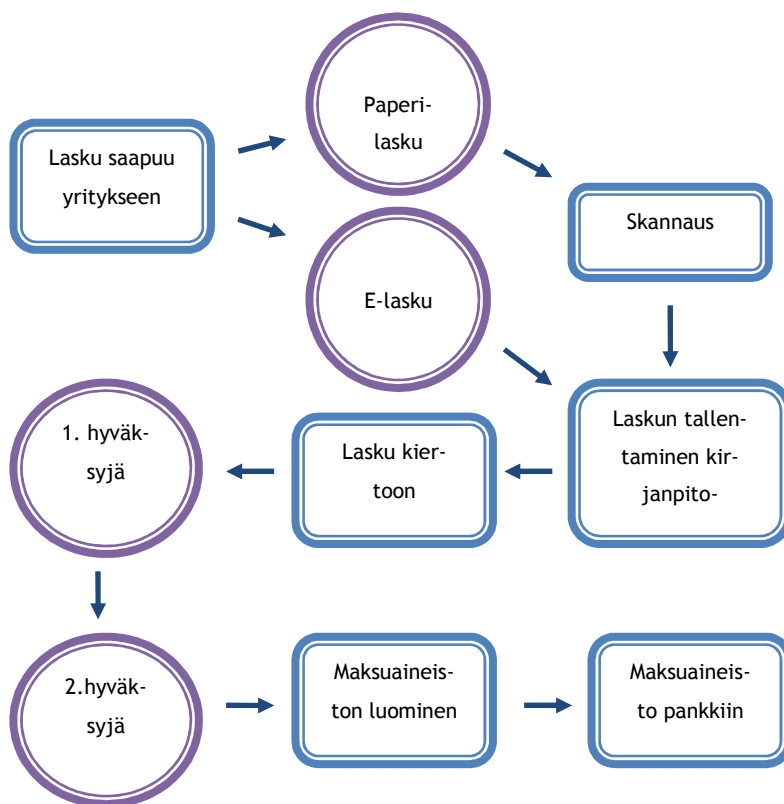 Lasku saapuu
yritykseen
Paperi-
lasku
E-lasku
Skannaus
Laskun tallen-
taminen kir-
janpito-
Lasku kier-
toon
1. hyväk-
syjä
2.hyväk-
syjä
Maksuaineis-
ton luominen
Maksuaineis-
to pankkiin